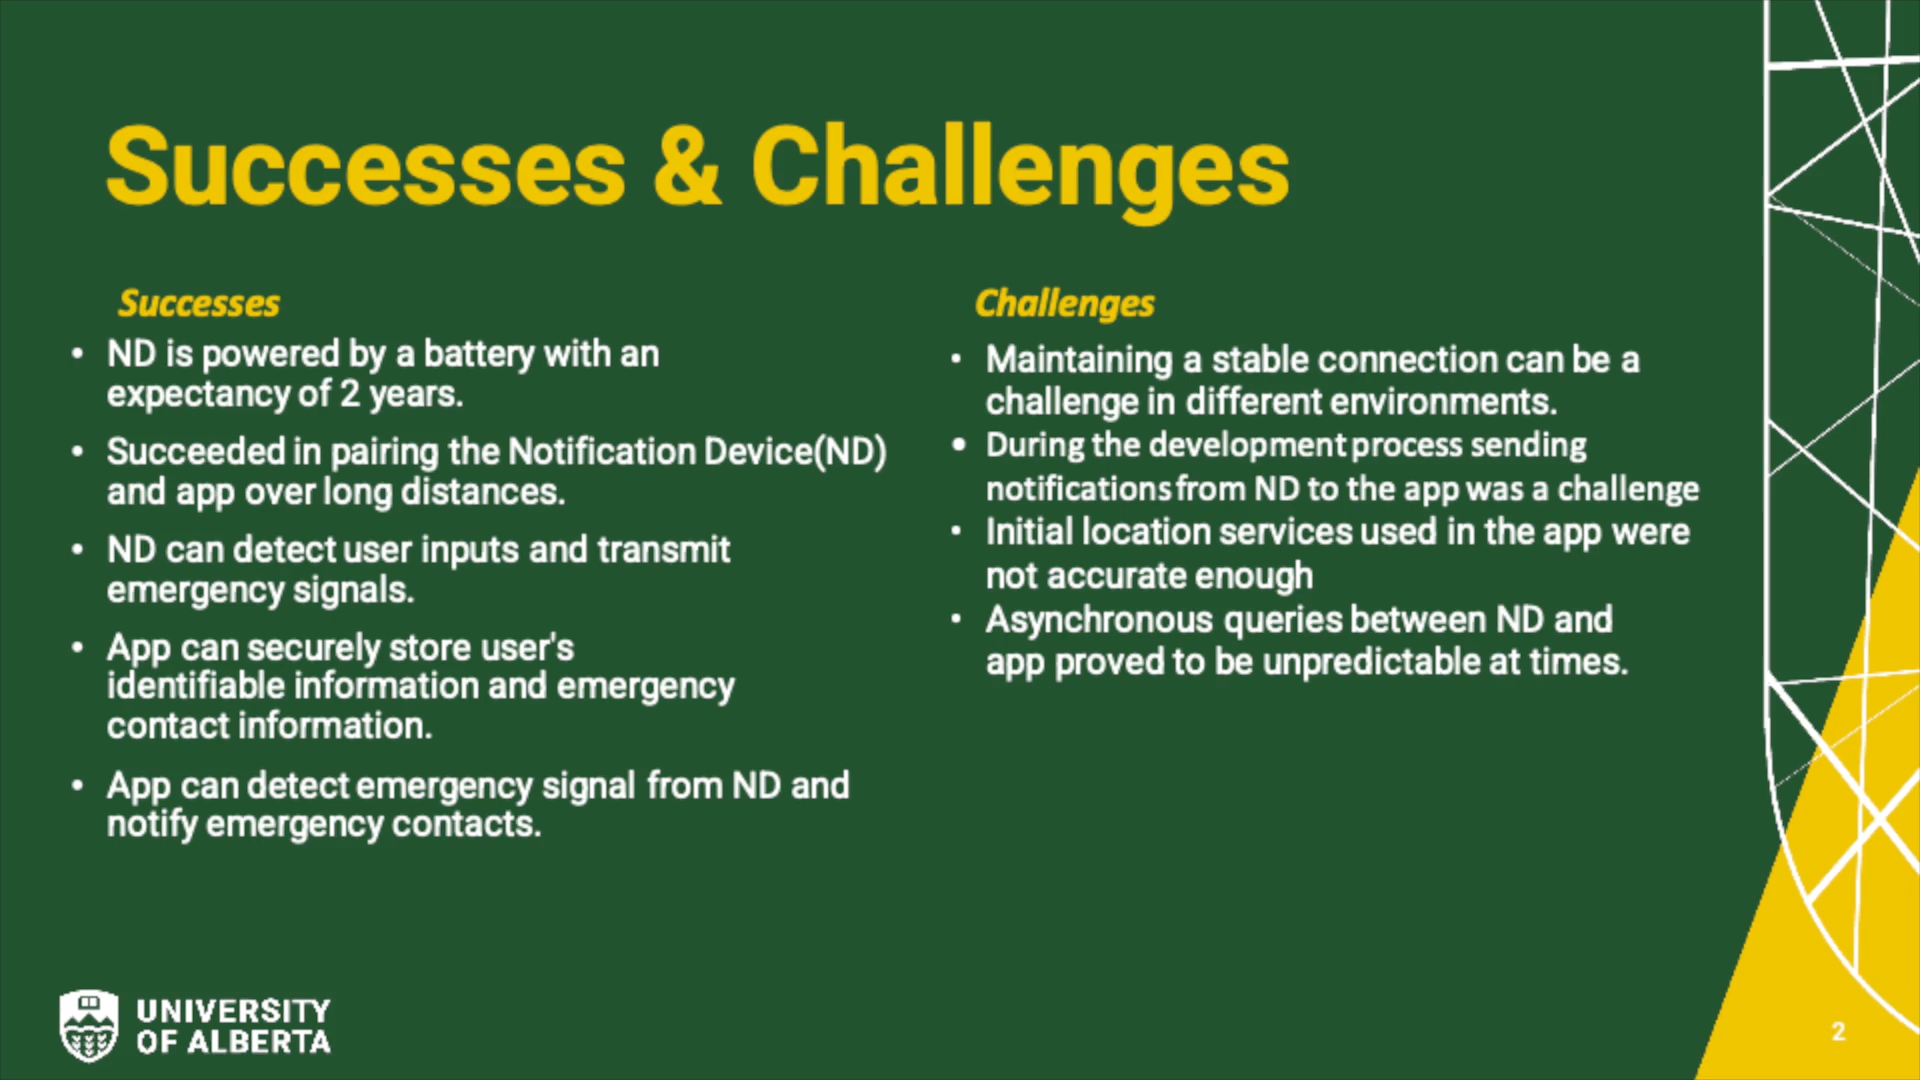 Successes & Challenges
Successes
• ND is powered by a battery with an
expectancy of 2 years.
• Succeeded in pairing the Notification Device(ND)
and app over long distances.
• ND can detect user inputs and transmit
emergency signals.
• App can securely store user's
identifiable information and emergency
contact information.
• App can detect emergency signal from ND and
notify emergency contacts.
Challenges
• Maintaining a stable connection can be a
challenge in different environments.
• During the development process sending
notifications from ND to the app was a challenge
• Initial location services used in the app were
not accurate enough
• Asynchronous queries between ND and
app proved to be unpredictable at times.
UNIVERSITY
OF ALBERTA
2